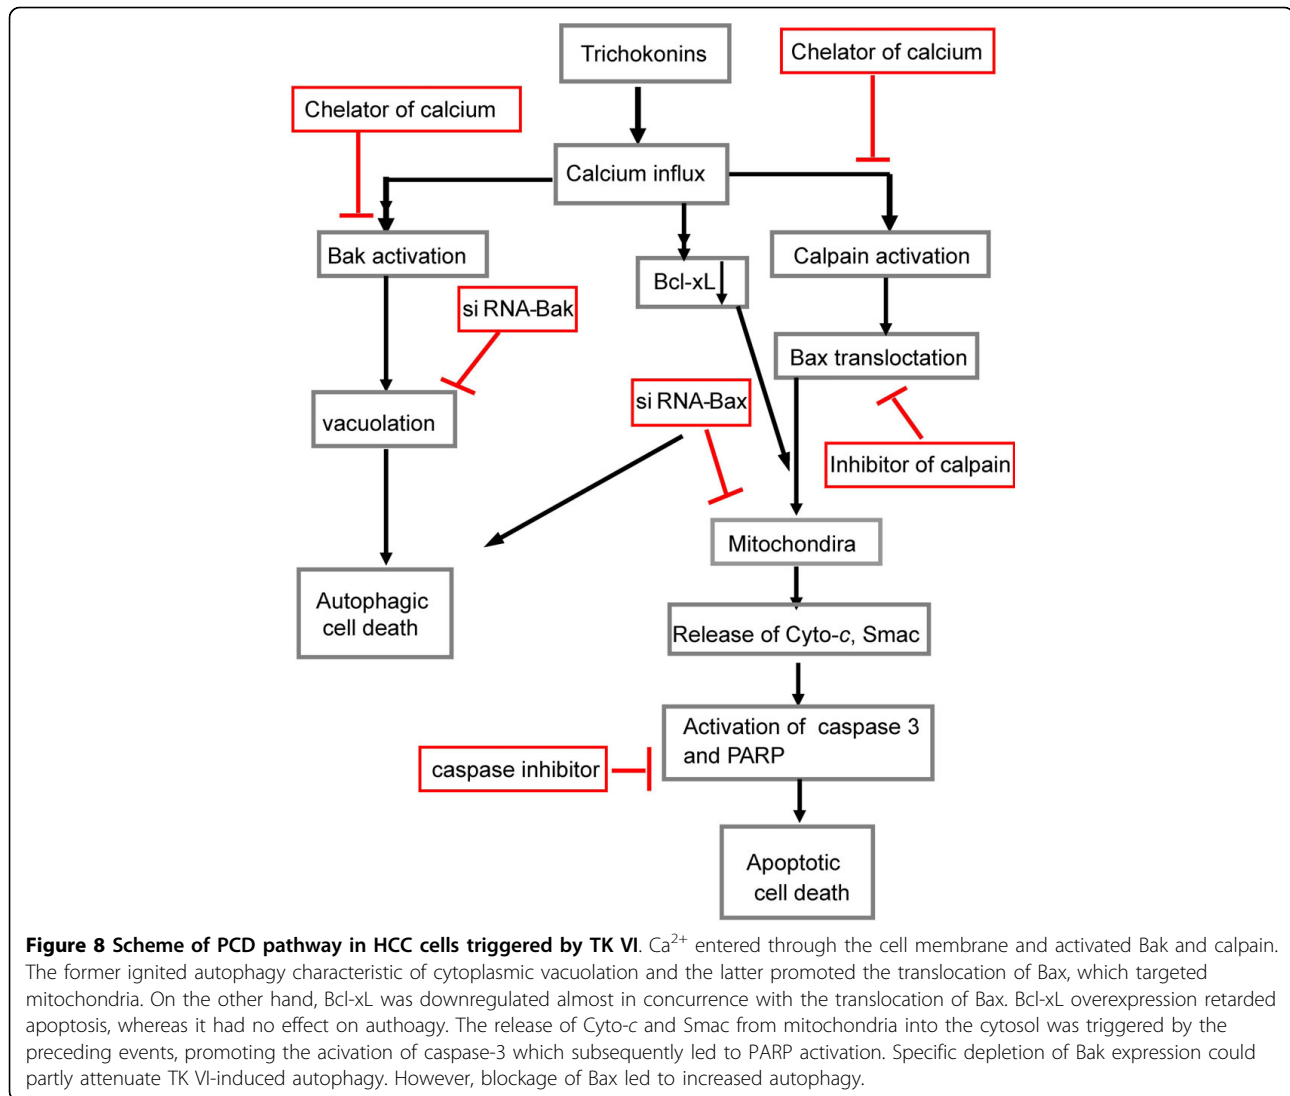 Trichokonins
Chelator of calcium
Chelator of calcium
Calcium influx
Bak activation
Bcl-xL
Calpain activation
si RNA-Bak
Bax transloctation
vacuolation
si RNA-Bax
Inhibitor of calpain
Mitochondira
Autophagic
cell death
Release of Cyto-c, Smac
Activation of caspase 3
and PARP
caspase inhibitor
Apoptotic
cell death
Figure 8 Scheme of PCD pathway in HCC cells triggered by TK VI. Ca²⁺ entered through the cell membrane and activated Bak and calpain.
The former ignited autophagy characteristic of cytoplasmic vacuolation and the latter promoted the translocation of Bax, which targeted
mitochondria. On the other hand, Bcl-xL was downregulated almost in concurrence with the translocation of Bax. Bcl-xL overexpression retarded
apoptosis, whereas it had no effect on authoagy. The release of Cyto-c and Smac from mitochondria into the cytosol was triggered by the
preceding events, promoting the acivation of caspase-3 which subsequently led to PARP activation. Specific depletion of Bak expression could
partly attenuate TK VI-induced autophagy. However, blockage of Bax led to increased autophagy.